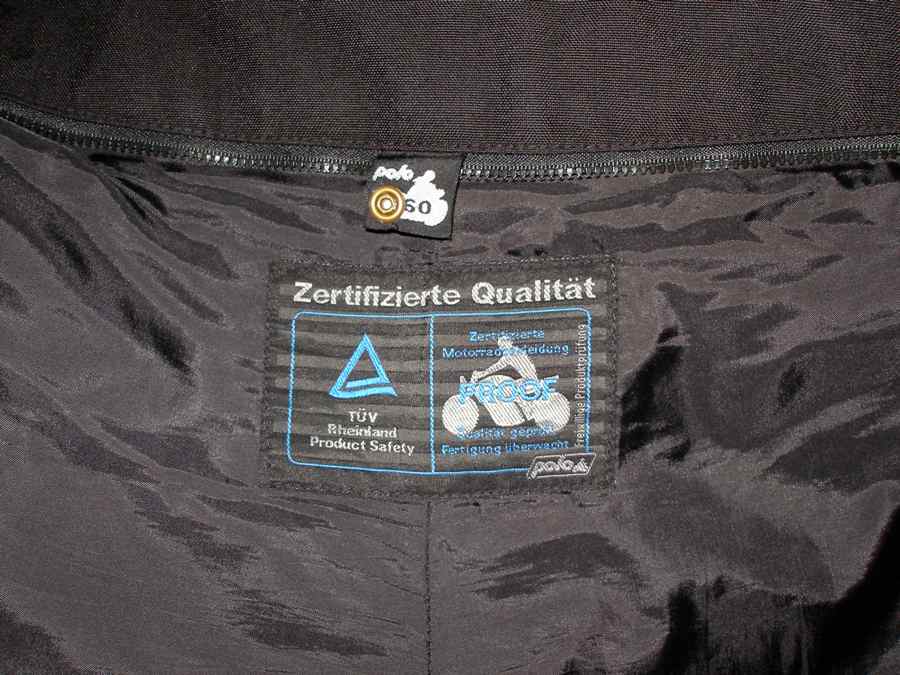 polo
60
Zertifizierte Qualität
TÜV
Rheinland
Product Safety
Zertifizierte
Motorradbekleidung
PROOF
Qualität geprüft
Fertigung überwacht
Freiwillige Produktprüfung
polo